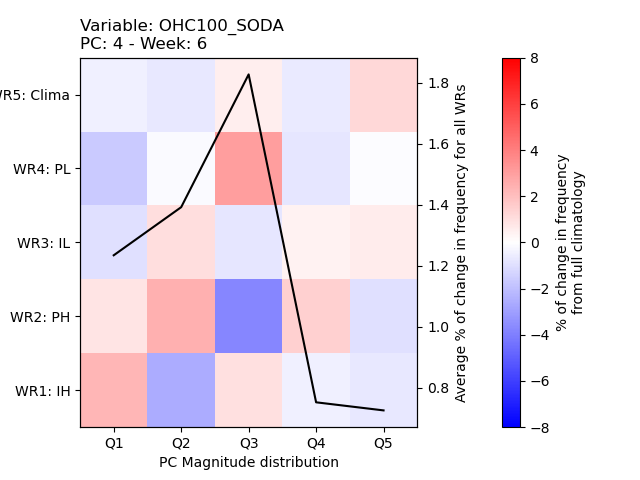 Variable: OHC100_SODA
PC: 4 - Week: 6
WR5: Clima
WR4: PL
WR3: IL
WR2: PH
WR1: IH
Q1 Q2 Q3 Q4 Q5
PC Magnitude distribution
1.8
1.6
1.4
1.2
1.0
0.8
Average % of change in frequency for all WRs
8
6
4
2
0
−2
−4
−6
−8
% of change in frequency
from full climatology